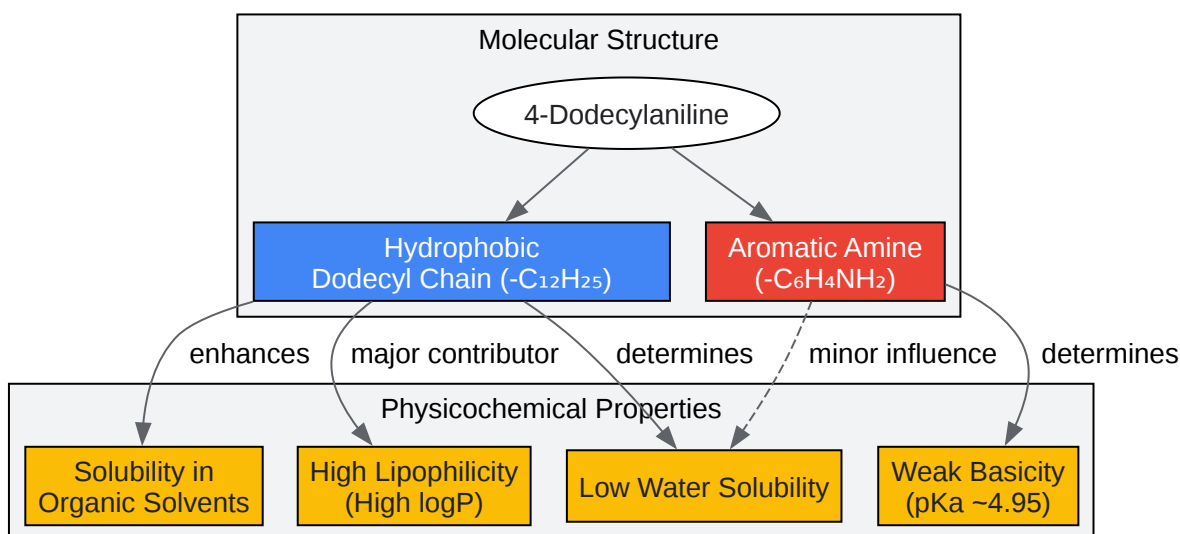 Molecular Structure
4-Dodecylaniline
Hydrophobic
Dodecyl Chain (-C₁₂H₂₅)
Aromatic Amine
(-C₆H₄NH₂)
enhances
major contributor
determines
minor influence
determines
Physicochemical Properties
Solubility in
Organic Solvents
High Lipophilicity
(High logP)
Low Water Solubility
Weak Basicity
(pKa ~4.95)